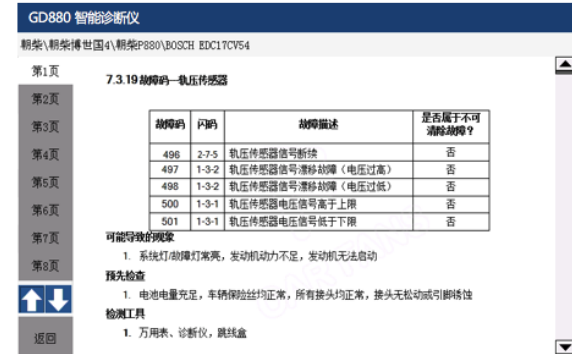 GD880 智能诊断仪
朝柴\朝柴博世国4\朝柴P880\BOSCH EDC17CV54
第1页
第2页
第3页
第4页
第5页
第6页
第7页
第8页
返回
7.3.19 故障码—轨压传感器
故障码 闪码 故障描述 是否属于不可清除故障？
496 2-7-5 轨压传感器信号断续 否
497 1-3-2 轨压传感器信号漂移故障（电压过高） 否
498 1-3-2 轨压传感器信号漂移故障（电压过低） 否
500 1-3-1 轨压传感器电压信号高于上限 否
501 1-3-1 轨压传感器电压信号低于下限 否
可能导致的现象
1. 系统灯/故障灯常亮，发动机动力不足，发动机无法启动
预先检查
1. 电池电量充足，车辆保险丝均正常，所有接头均正常，接头无松动或引脚锈蚀
检测工具
1. 万用表、诊断仪，跳线盒